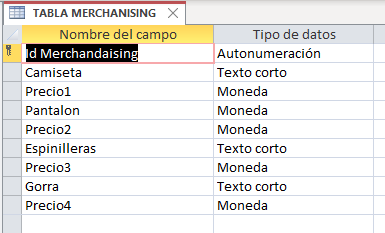 TABLA MERCHANISING
Nombre del campo Tipo de datos
Id Merchandaising Autonumeración
Camiseta Texto corto
Precio1 Moneda
Pantalon Moneda
Precio2 Moneda
Espinilleras Texto corto
Precio3 Moneda
Gorra Texto corto
Precio4 Moneda